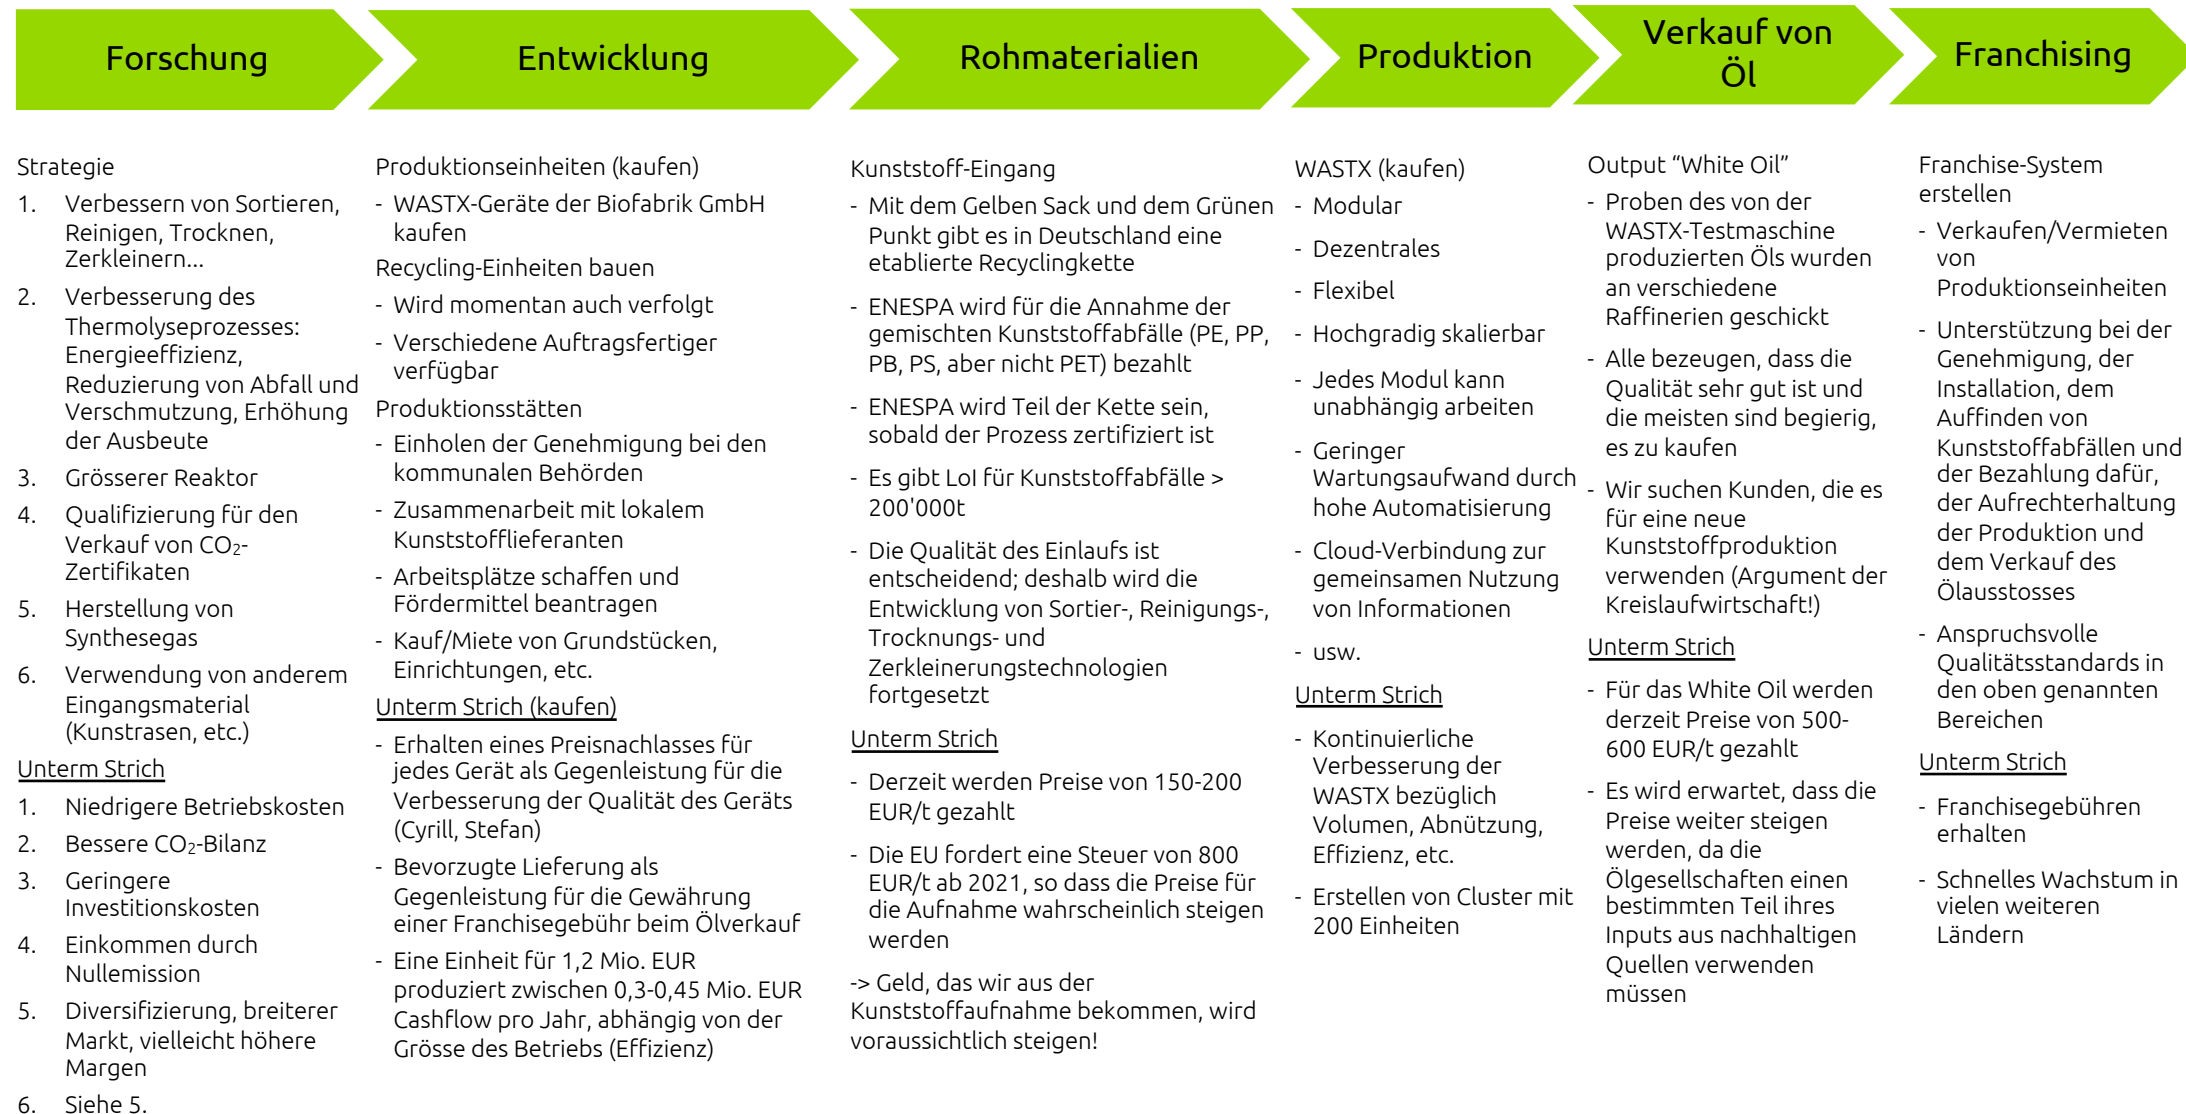 Forschung
Entwicklung
Rohmaterialien
Produktion
Verkauf von
Öl
Franchising
Strategie
1. Verbessern von Sortieren,
Reinigen, Trocknen,
Zerkleinern...
2. Verbesserung des
Thermolyseprozesses:
Energieeffizienz,
Reduzierung von Abfall und
Verschmutzung, Erhöhung
der Ausbeute
3. Grösserer Reaktor
4. Qualifizierung für den
Verkauf von CO₂-
Zertifikaten
5. Herstellung von
Synthesegas
6. Verwendung von anderem
Eingangsmaterial
(Kunstrasen, etc.)
Unterm Strich
1. Niedrigere Betriebskosten
2. Bessere CO₂-Bilanz
3. Geringere
Investitionskosten
4. Einkommen durch
Nullemission
5. Diversifizierung, breiterer
Markt, vielleicht höhere
Margen
6. Siehe 5.
Produktionseinheiten (kaufen)
- WASTX-Geräte der Biofabrik GmbH
kaufen
Recycling-Einheiten bauen
- Wird momentan auch verfolgt
- Verschiedene Auftragsfertiger
verfügbar
Produktionsstätten
- Einholen der Genehmigung bei den
kommunalen Behörden
- Zusammenarbeit mit lokalem
Kunststofflieferanten
- Arbeitsplätze schaffen und
Fördermittel beantragen
- Kauf/Miete von Grundstücken,
Einrichtungen, etc.
Unterm Strich (kaufen)
- Erhalten eines Preisnachlasses für
jedes Gerät als Gegenleistung für die
Verbesserung der Qualität des Geräts
(Cyrill, Stefan)
- Bevorzugte Lieferung als
Gegenleistung für die Gewährung
einer Franchisegebühr beim Ölverkauf
- Eine Einheit für 1,2 Mio. EUR
produziert zwischen 0,3-0,45 Mio. EUR
Cashflow pro Jahr, abhängig von der
Grösse des Betriebs (Effizienz)
Kunststoff-Eingang
- Mit dem Gelben Sack und dem Grünen
Punkt gibt es in Deutschland eine
etablierte Recyclingkette
- ENESPA wird für die Annahme der
gemischten Kunststoffabfälle (PE, PP,
PB, PS, aber nicht PET) bezahlt
- ENESPA wird Teil der Kette sein,
sobald der Prozess zertifiziert ist
- Es gibt LoI für Kunststoffabfälle >
200'000t
- Die Qualität des Einlaufs ist
entscheidend; deshalb wird die
Entwicklung von Sortier-, Reinigungs-,
Trocknungs- und
Zerkleinerungstechnologien
fortgesetzt
Unterm Strich
- Derzeit werden Preise von 150-200
EUR/t gezahlt
- Die EU fordert eine Steuer von 800
EUR/t ab 2021, so dass die Preise für
die Aufnahme wahrscheinlich steigen
werden
-> Geld, das wir aus der
Kunststoffaufnahme bekommen, wird
voraussichtlich steigen!
WASTX (kaufen)
- Modular
- Dezentrales
- Flexibel
- Hochgradig skalierbar
- Jedes Modul kann
unabhängig arbeiten
- Geringer
Wartungsaufwand durch
hohe Automatisierung
- Cloud-Verbindung zur
gemeinsamen Nutzung
von Informationen
- usw.
Unterm Strich
- Kontinuierliche
Verbesserung der
WASTX bezüglich
Volumen, Abnützung,
Effizienz, etc.
- Erstellen von Cluster mit
200 Einheiten
Output “White Oil”
- Proben des von der
WASTX-Testmaschine
produzierten Öls wurden
an verschiedene
Raffinerien geschickt
- Alle bezeugen, dass die
Qualität sehr gut ist und
die meisten sind begierig,
es zu kaufen
- Wir suchen Kunden, die es
für eine neue
Kunststoffproduktion
verwenden (Argument der
Kreislaufwirtschaft!)
Unterm Strich
- Für das White Oil werden
derzeit Preise von 500-
600 EUR/t gezahlt
- Es wird erwartet, dass die
Preise weiter steigen
werden, da die
Ölgesellschaften einen
bestimmten Teil ihres
Inputs aus nachhaltigen
Quellen verwenden
müssen
Franchise-System
erstellen
- Verkaufen/Vermieten
von
Produktionseinheiten
- Unterstützung bei der
Genehmigung, der
Installation, dem
Auffinden von
Kunststoffabfällen und
der Bezahlung dafür,
der Aufrechterhaltung
der Produktion und
dem Verkauf des
Ölausstosses
- Anspruchsvolle
Qualitätsstandards in
den oben genannten
Bereichen
Unterm Strich
- Franchisegebühren
erhalten
- Schnelles Wachstum in
vielen weiteren
Ländern